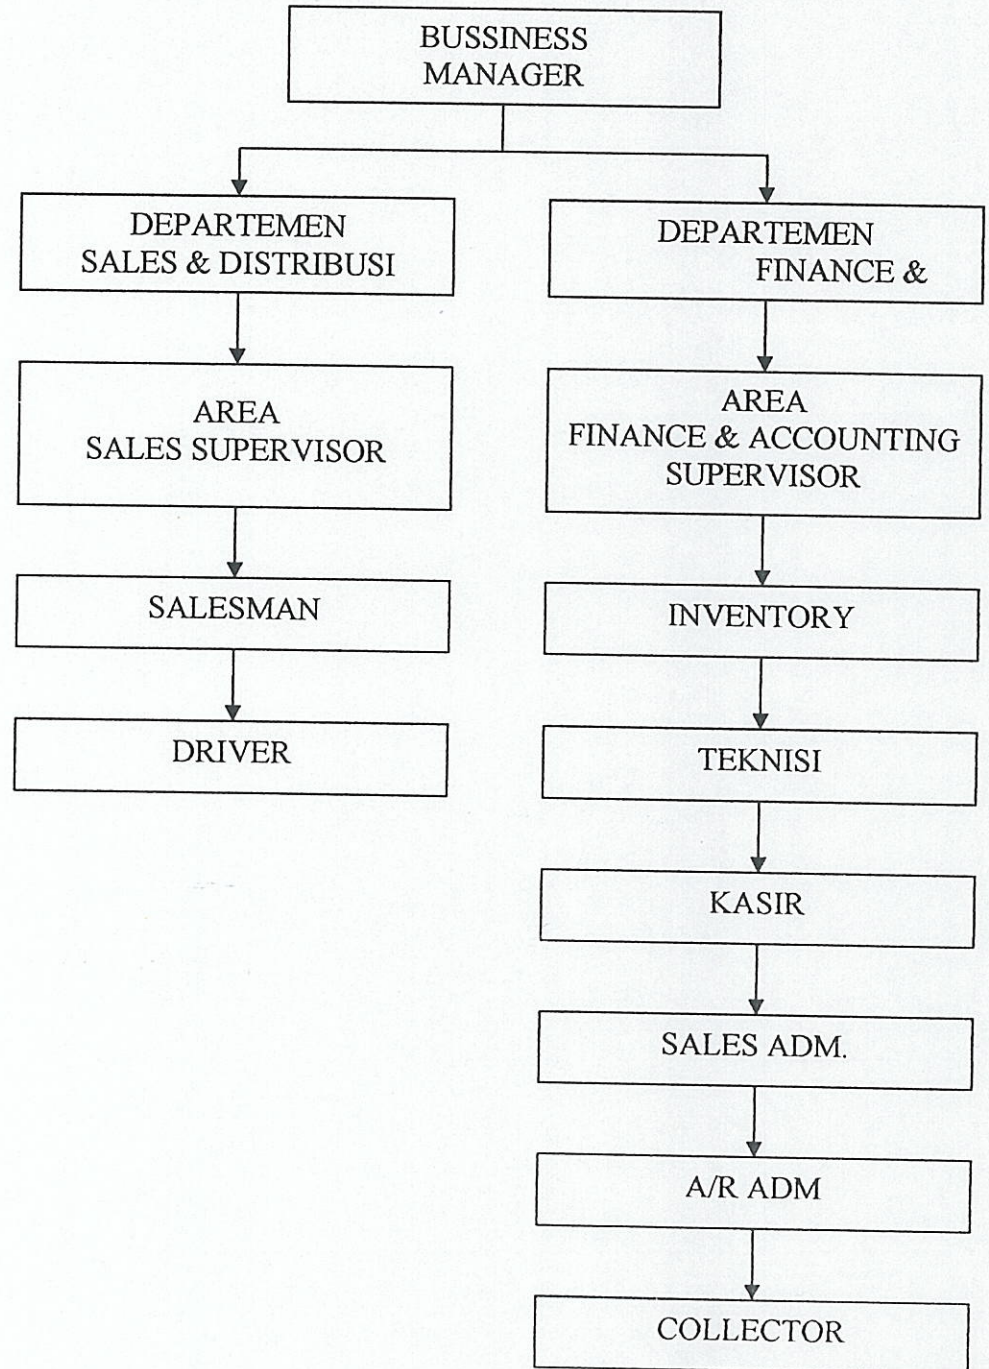 BUSSINESS
MANAGER
DEPARTEMEN
SALES & DISTRIBUSI
DEPARTEMEN
FINANCE &
AREA
SALES SUPERVISOR
AREA
FINANCE & ACCOUNTING
SUPERVISOR
SALESMAN
INVENTORY
DRIVER
TEKNISI
KASIR
SALES ADM.
A/R ADM
COLLECTOR